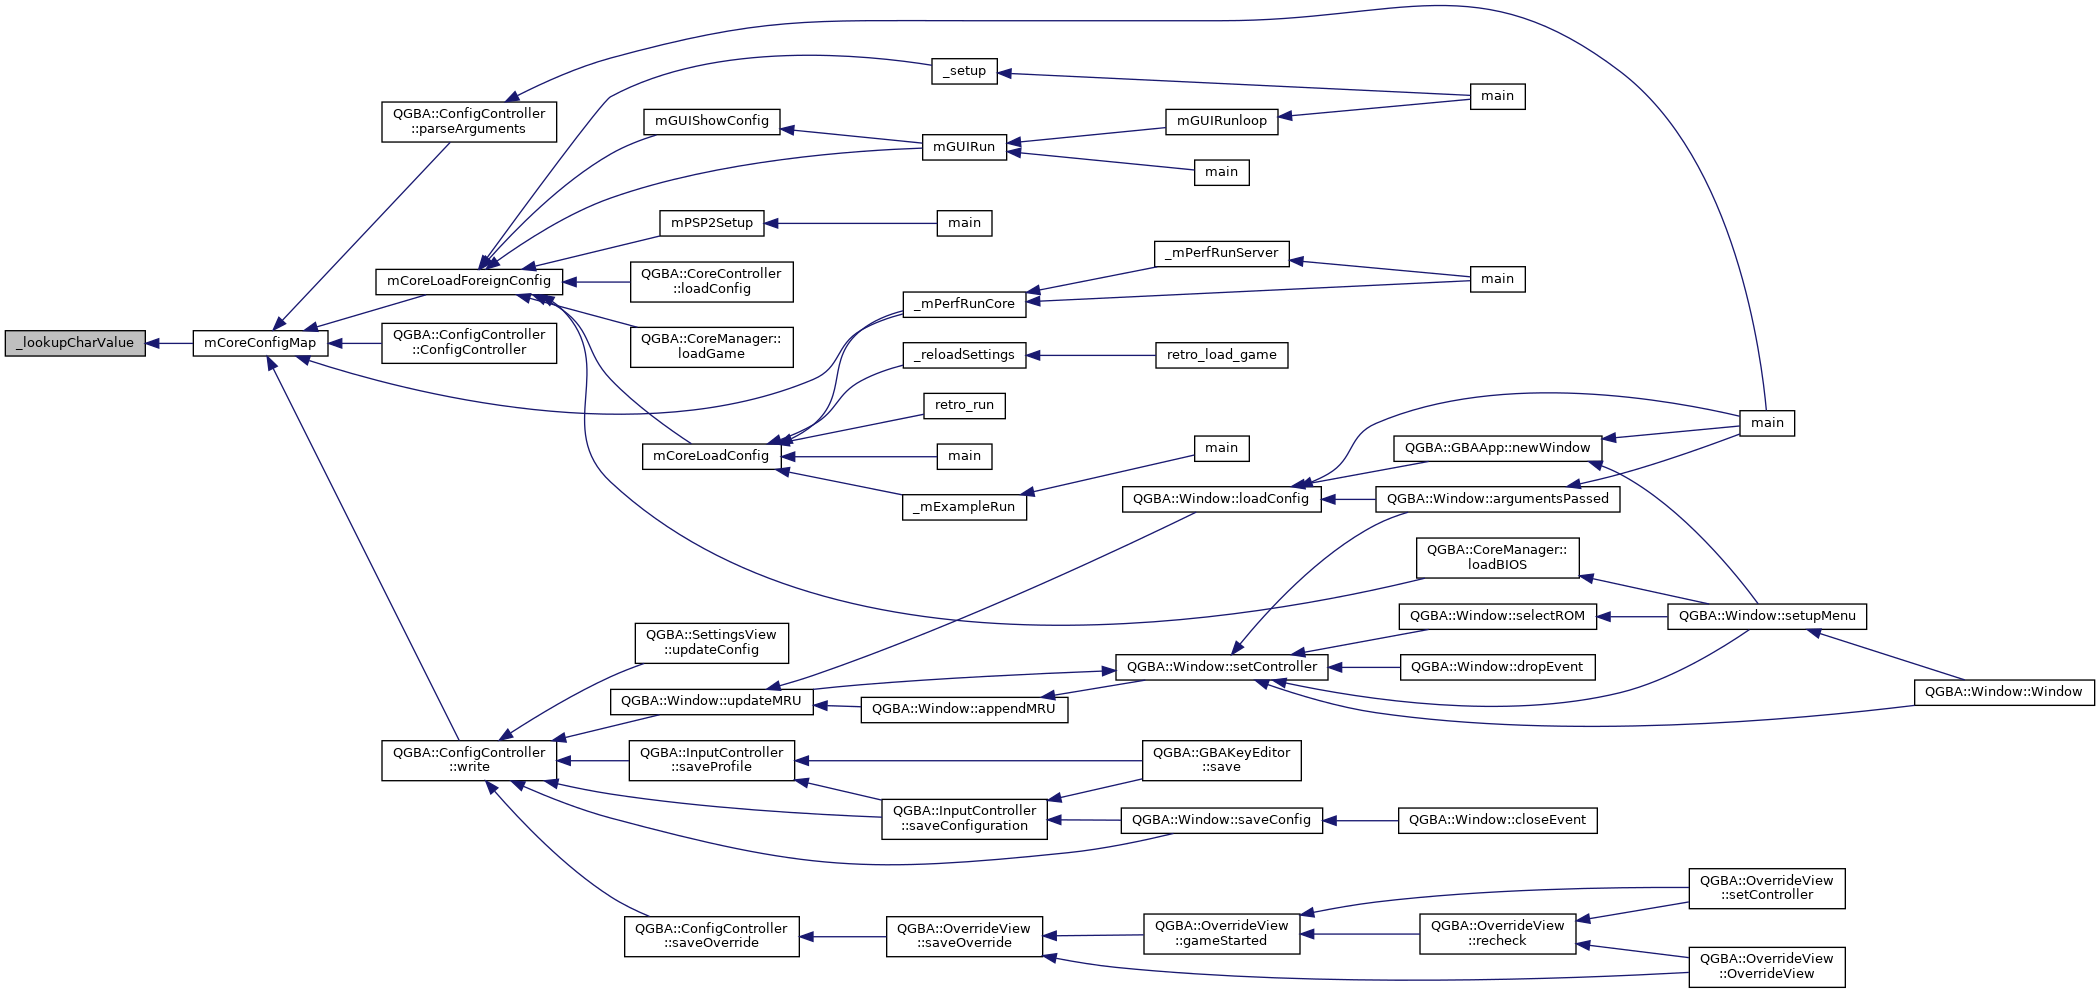 _setup
main
QGBA::ConfigController
::parseArguments
mGUIShowConfig
mGUIRunloop
mGUIRun
main
mPSP2Setup
main
_mPerfRunServer
mCoreLoadForeignConfig
QGBA::CoreController
::loadConfig
main
_mPerfRunCore
_lookupCharValue
mCoreConfigMap
QGBA::ConfigController
::ConfigController
QGBA::CoreManager::
loadGame
_reloadSettings
retro_load_game
retro_run
main
mCoreLoadConfig
main
main
QGBA::GBAApp::newWindow
_mExampleRun
QGBA::Window::loadConfig
QGBA::Window::argumentsPassed
QGBA::CoreManager::
loadBIOS
QGBA::Window::selectROM
QGBA::Window::setupMenu
QGBA::SettingsView
::updateConfig
QGBA::Window::setController
QGBA::Window::dropEvent
QGBA::Window::updateMRU
QGBA::Window::appendMRU
QGBA::Window::Window
QGBA::ConfigController
::write
QGBA::InputController
::saveProfile
QGBA::GBAKeyEditor
::save
QGBA::InputController
::saveConfiguration
QGBA::Window::saveConfig
QGBA::Window::closeEvent
QGBA::ConfigController
::saveOverride
QGBA::OverrideView
::saveOverride
QGBA::OverrideView
::gameStarted
QGBA::OverrideView
::recheck
QGBA::OverrideView
::setController
QGBA::OverrideView
::OverrideView